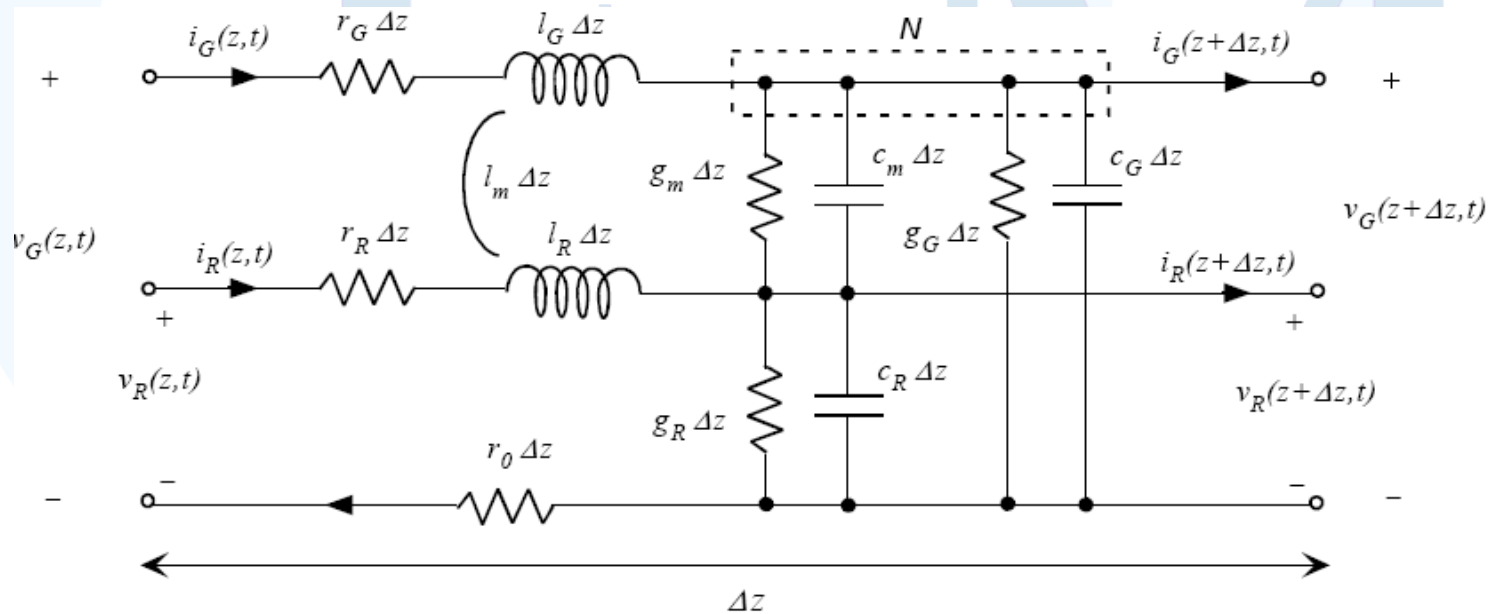 N
r_G Δz
l_G Δz
i_G(z,t)
i_G(z+Δz,t)
+
+
g_m Δz
c_m Δz
c_G Δz
l_m Δz
v_G(z,t)
v_G(z+Δz,t)
r_R Δz
l_R Δz
g_G Δz
i_R(z,t)
i_R(z+Δz,t)
+
+
v_R(z,t)
c_R Δz
v_R(z+Δz,t)
g_R Δz
r_0 Δz
−
−
−
−
Δz